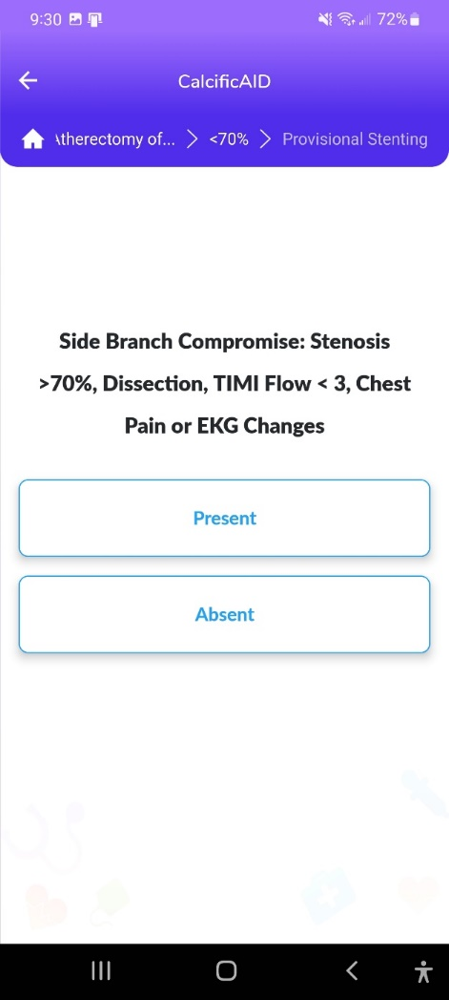 9:30 72%
CalcificAID
Atherectomy of... <70% Provisional Stenting
Side Branch Compromise: Stenosis
>70%, Dissection, TIMI Flow < 3, Chest
Pain or EKG Changes
Present
Absent